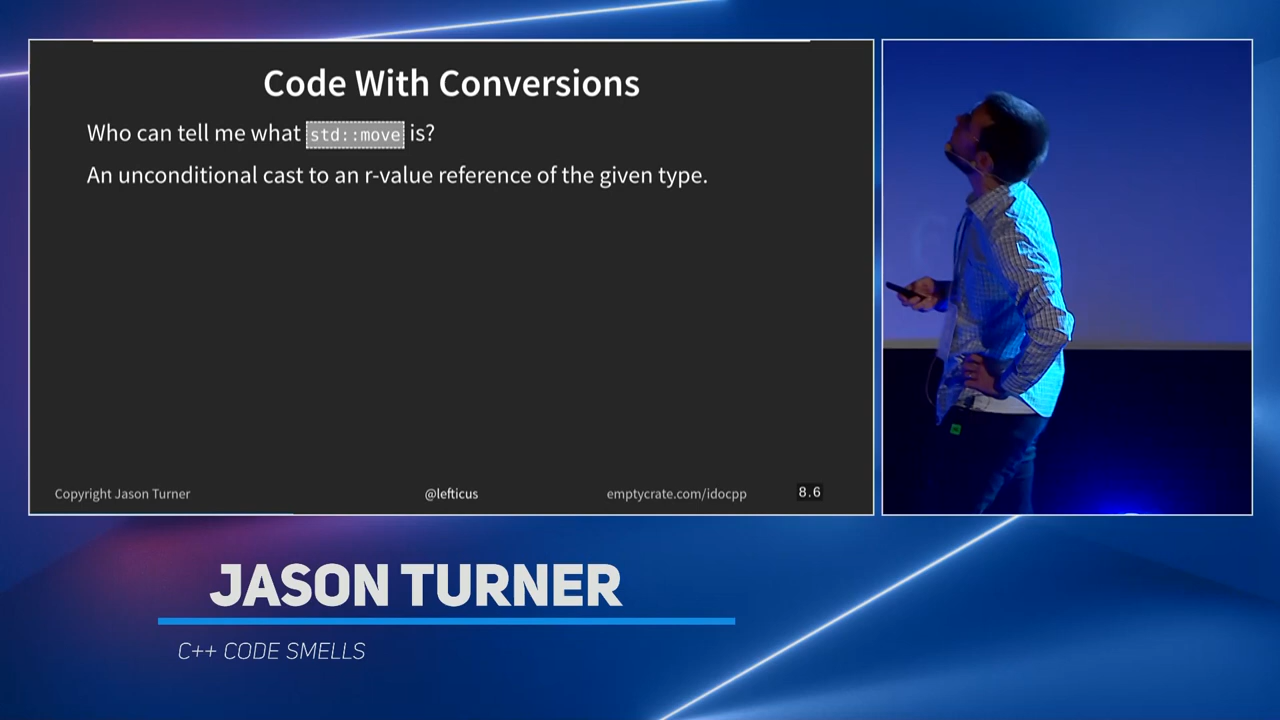 Code With Conversions
Who can tell me what std::move is?
An unconditional cast to an r-value reference of the given type.
Copyright Jason Turner
@lefticus
emptycrate.com/idocpp
8.6
JASON TURNER
C++ CODE SMELLS